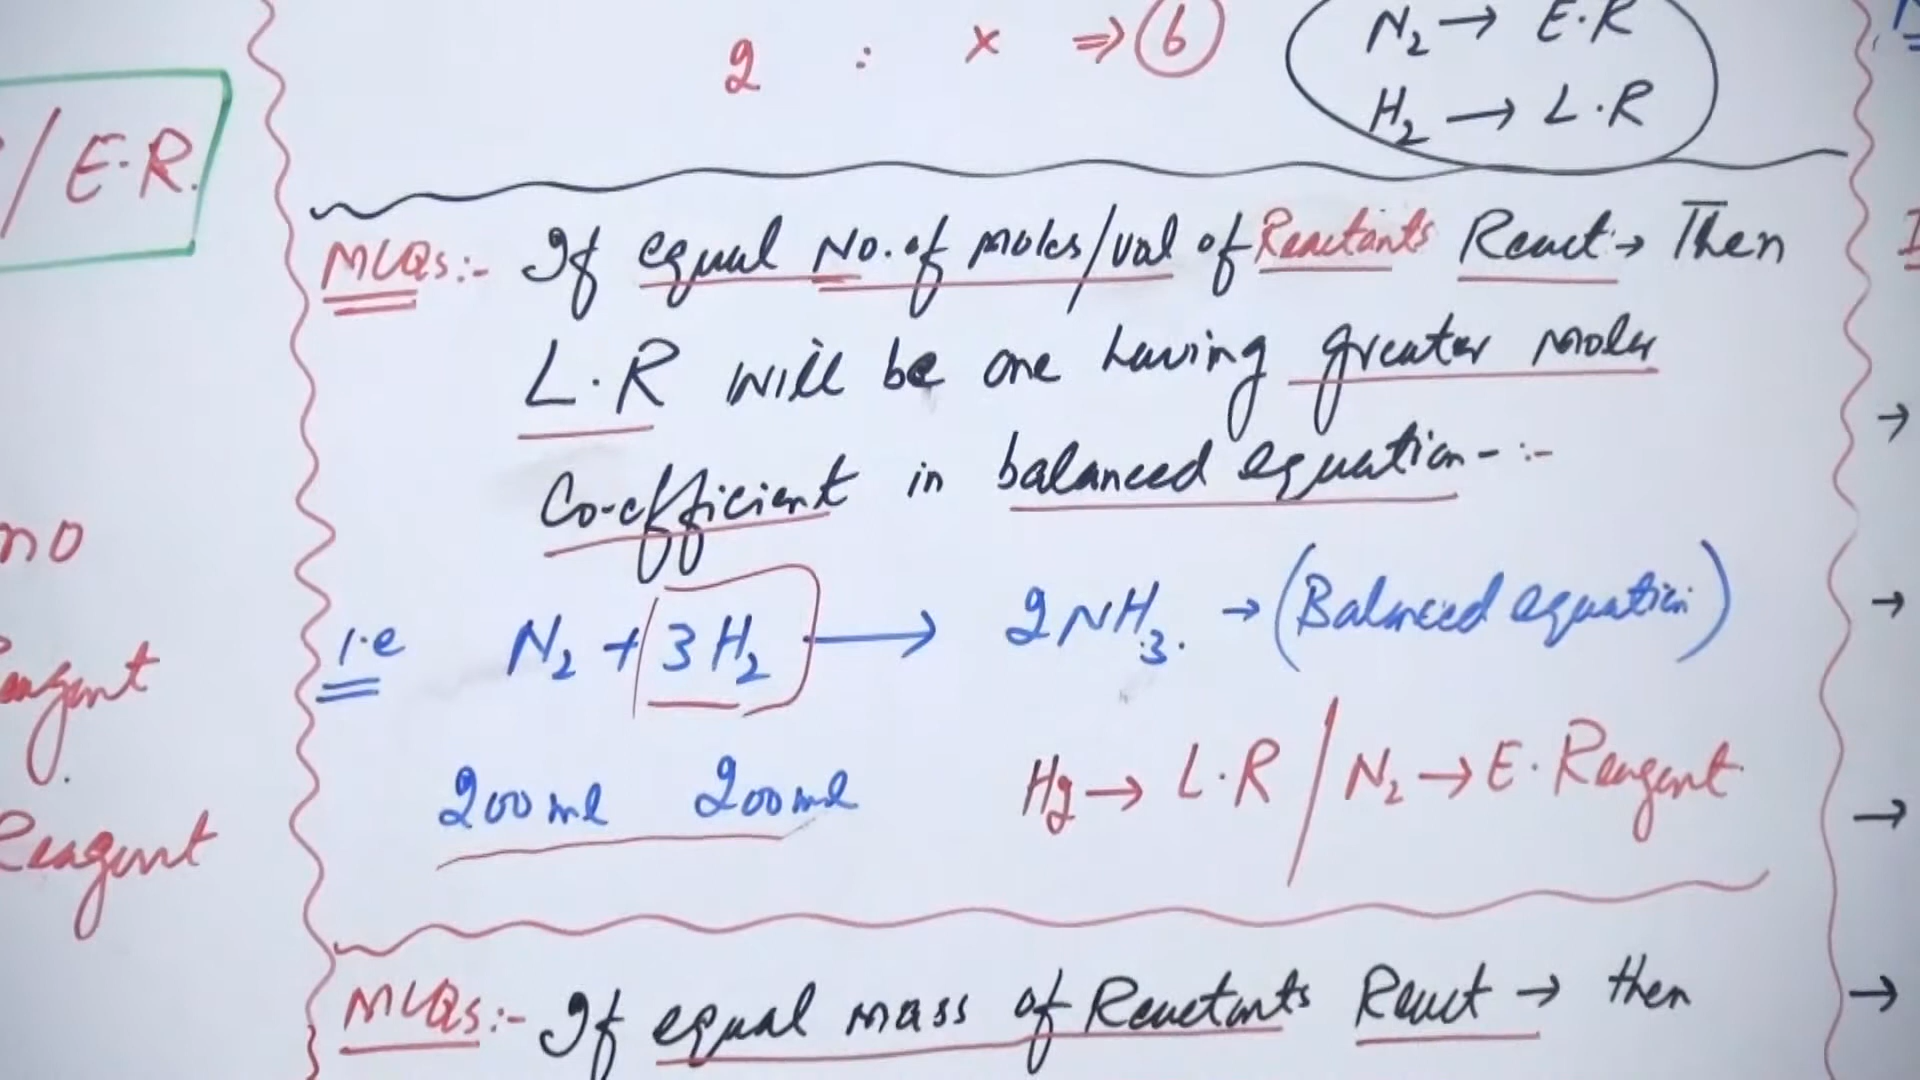 2 : x ⇒ 6
N₂ → E.R
H₂ → L.R
/ E.R.
MCQs:- If equal No. of moles/vol of Reactants React → Then
L.R will be one having greater moler
Co-efficient in balanced equation-:-
i.e N₂ + 3H₂ → 2NH₃. → (Balanced equation)
200ml 200ml H₂ → L.R / N₂ → E.Reagent
Reagent
MCQs:- If equal mass of Reactants React → then